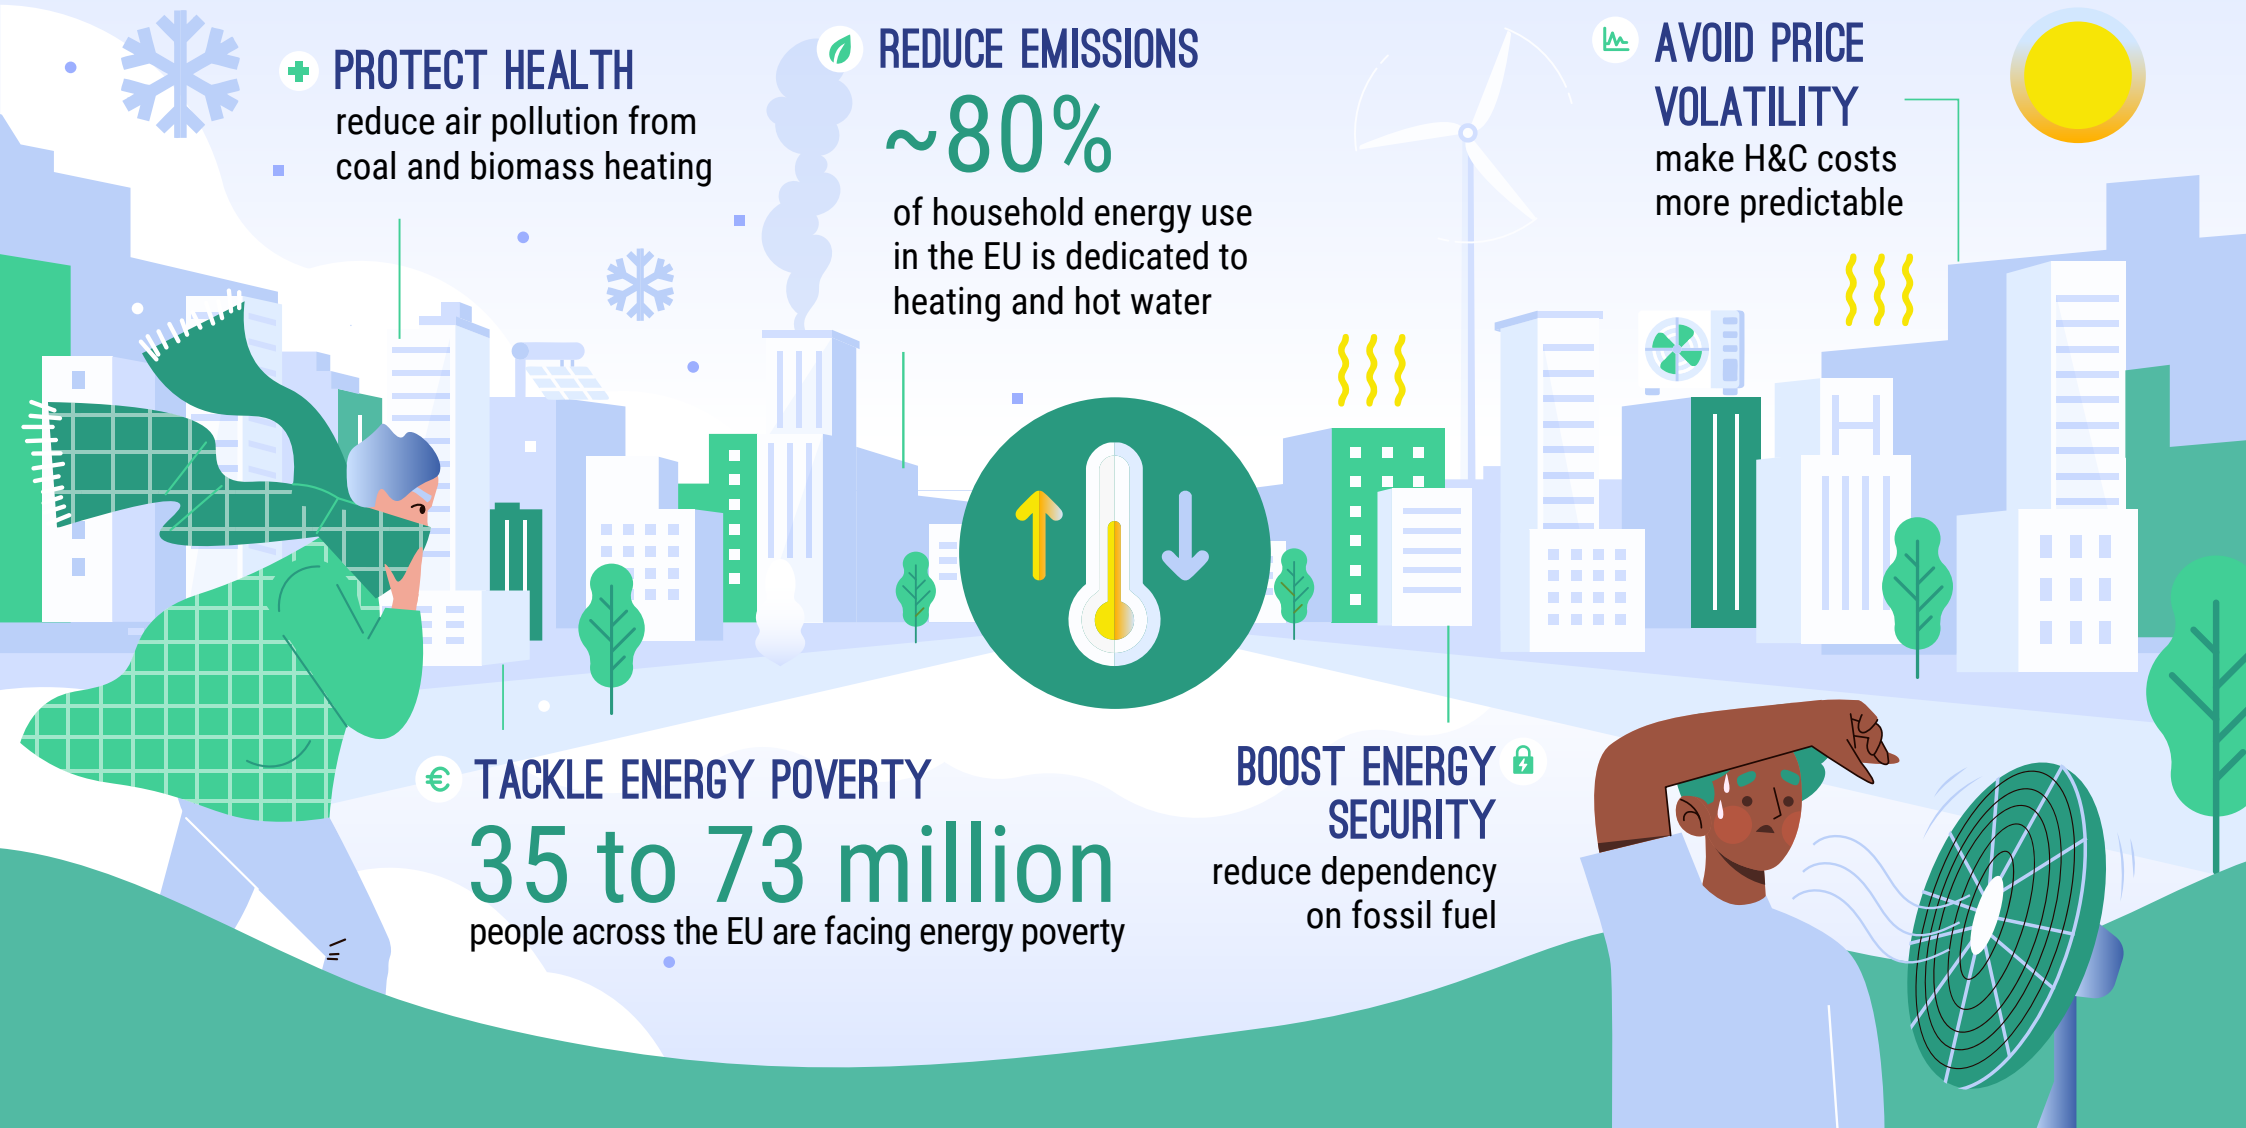 PROTECT HEALTH
reduce air pollution from
coal and biomass heating
REDUCE EMISSIONS
~80%
of household energy use
in the EU is dedicated to
heating and hot water
AVOID PRICE
VOLATILITY
make H&C costs
more predictable
TACKLE ENERGY POVERTY
35 to 73 million
people across the EU are facing energy poverty
BOOST ENERGY
SECURITY
reduce dependency
on fossil fuel